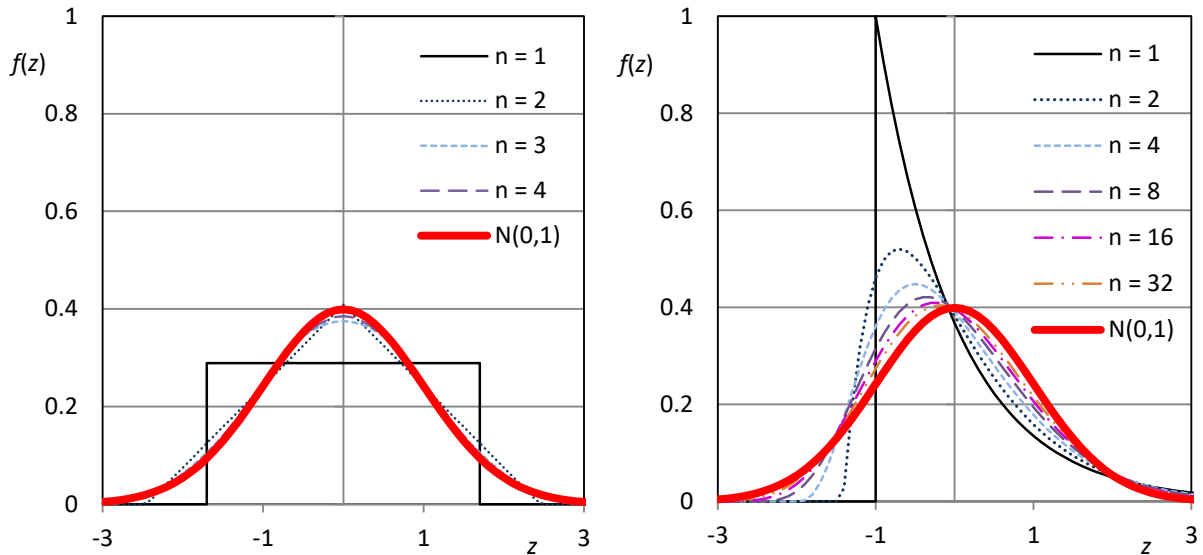 1
f(z)
0.8
0.6
0.4
0.2
0
-3
-1
1
z
3
n = 1
n = 2
n = 3
n = 4
N(0,1)
1
f(z)
0.8
0.6
0.4
0.2
0
-3
-1
1
z
3
n = 1
n = 2
n = 4
n = 8
n = 16
n = 32
N(0,1)